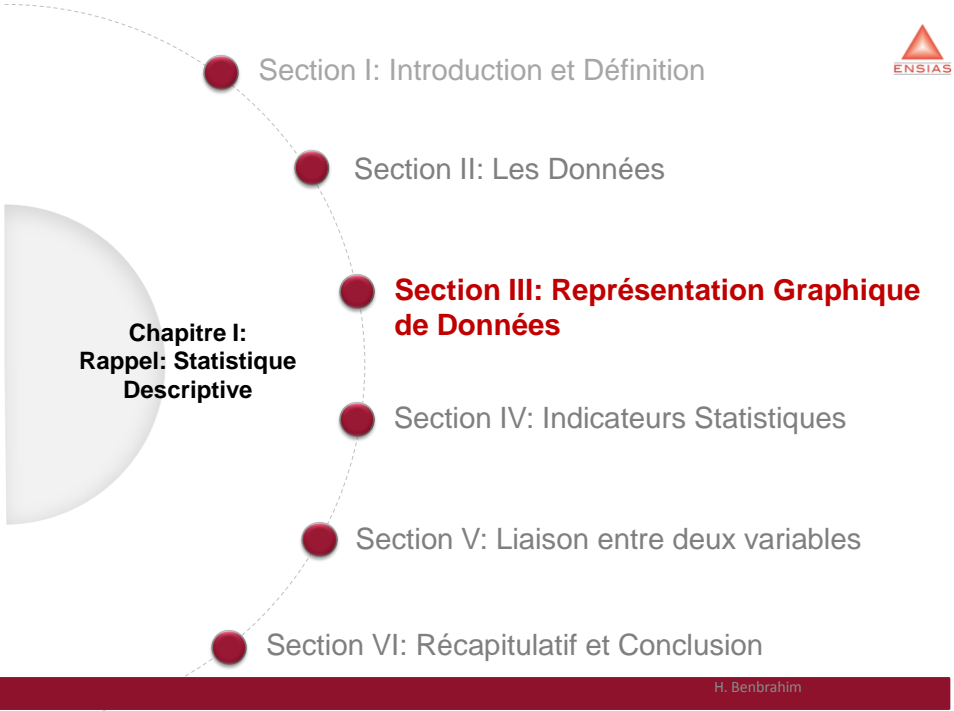 Section I: Introduction et Définition
ENSIAS
Section II: Les Données
Section III: Représentation Graphique
de Données
Chapitre I:
Rappel: Statistique
Descriptive
Section IV: Indicateurs Statistiques
Section V: Liaison entre deux variables
Section VI: Récapitulatif et Conclusion
H. Benbrahim